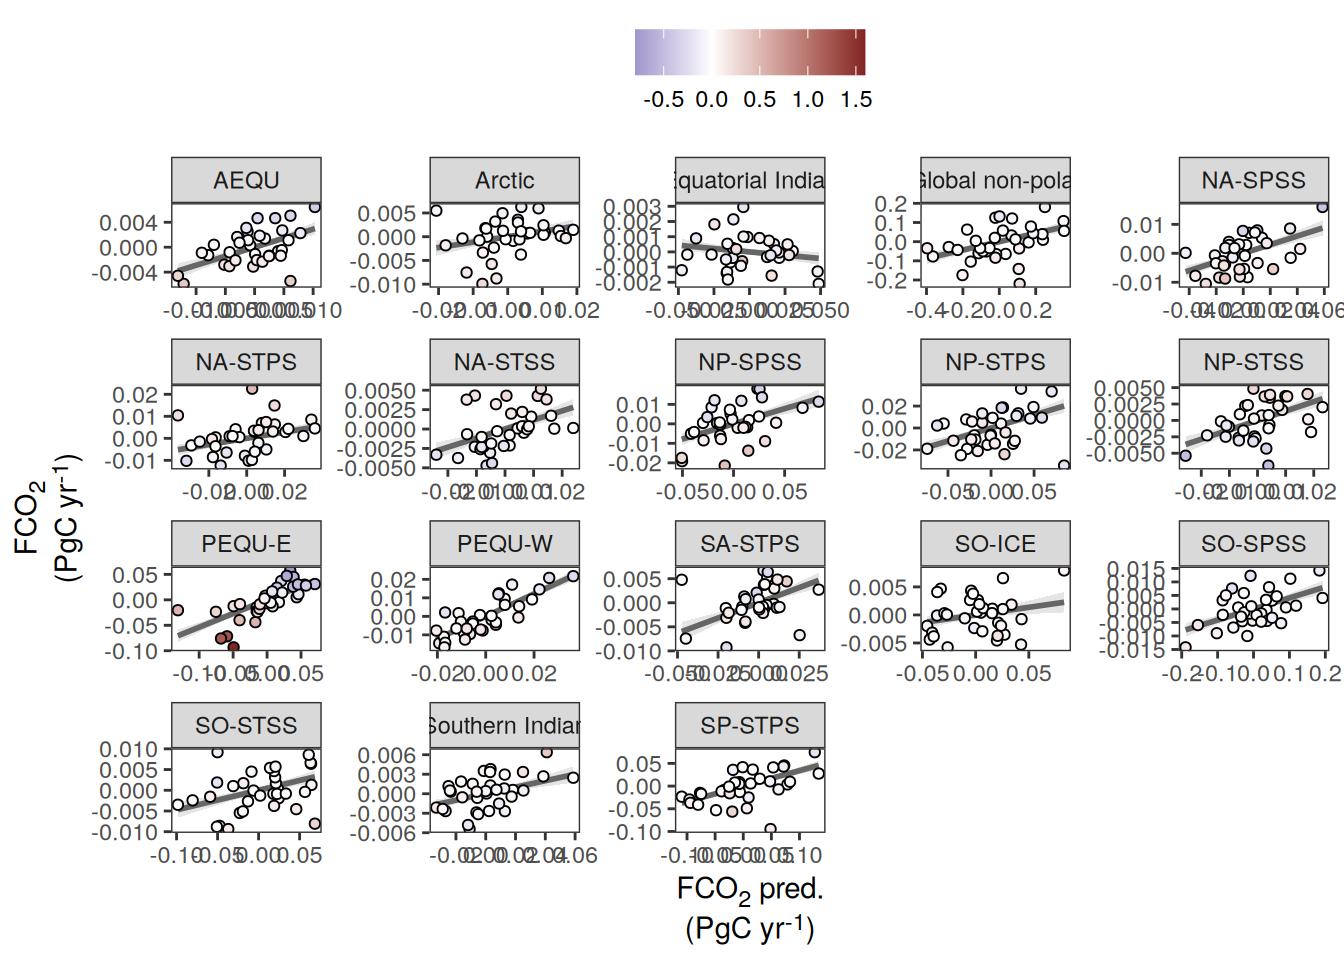 -0.5 0.0 0.5 1.0 1.5
AEQU Arctic quatorial India Global non-pola NA-SPSS
0.004 0.000 -0.004
0.005 0.000 -0.005 -0.010
0.003 0.002 0.001 0.000 -0.001 -0.002
0.2 0.1 0.0 -0.1 -0.2
0.01 0.00 -0.01
-0.4 -0.2 0.0 0.2
NA-STPS NA-STSS NP-SPSS NP-STPS NP-STSS
0.02 0.01 0.00 -0.01
0.0050 0.0025 0.0000 -0.0025 -0.0050
0.01 0.00 -0.01 -0.02
0.02 0.00 -0.02
0.0050 0.0025 0.0000 -0.0025 -0.0050
-0.02 0.00 0.02
-0.05 0.00 0.05
-0.05 0.00 0.05
FCO2
(PgC yr-1)
PEQU-E PEQU-W SA-STPS SO-ICE SO-SPSS
0.05 0.00 -0.05 -0.10
0.02 0.01 0.00 -0.01
0.005 0.000 -0.005 -0.010
0.005 0.000 -0.005
0.015 0.010 0.005 0.000 -0.005 -0.010 -0.015
-0.02 0.00 0.02
-0.05 0.00 0.05
-0.2 -0.1 0.0 0.1 0.2
SO-STSS Southern Indian SP-STPS
0.010 0.005 0.000 -0.005 -0.010
0.006 0.003 0.000 -0.003 -0.006
0.05 0.00 -0.05 -0.10
-0.10 -0.05 0.00 0.05
FCO2 pred.
(PgC yr-1)